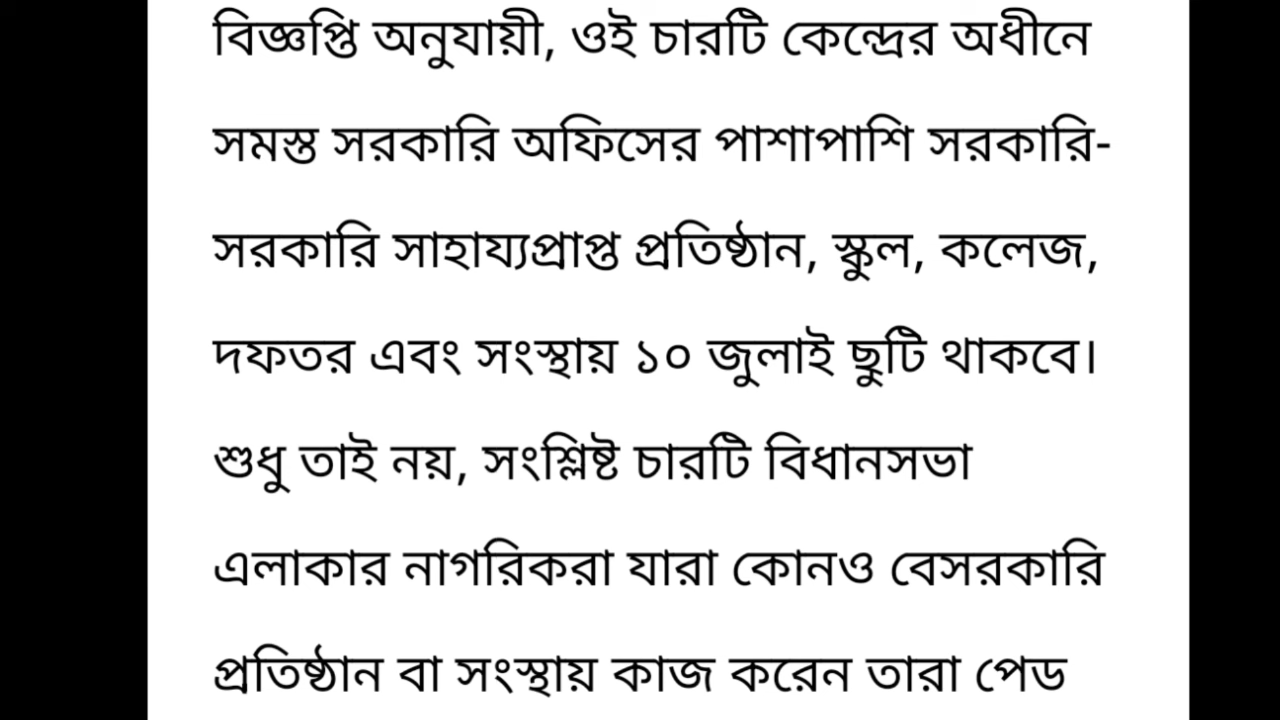 বিজ্ঞপ্তি অনুযায়ী, ওই চারটি কেন্দ্রের অধীনে
সমস্ত সরকারি অফিসের পাশাপাশি সরকারি-
সরকারি সাহায্যপ্রাপ্ত প্রতিষ্ঠান, স্কুল, কলেজ,
দফতর এবং সংস্থায় ১০ জুলাই ছুটি থাকবে।
শুধু তাই নয়, সংশ্লিষ্ট চারটি বিধানসভা
এলাকার নাগরিকরা যারা কোনও বেসরকারি
প্রতিষ্ঠান বা সংস্থায় কাজ করেন তারা পেড